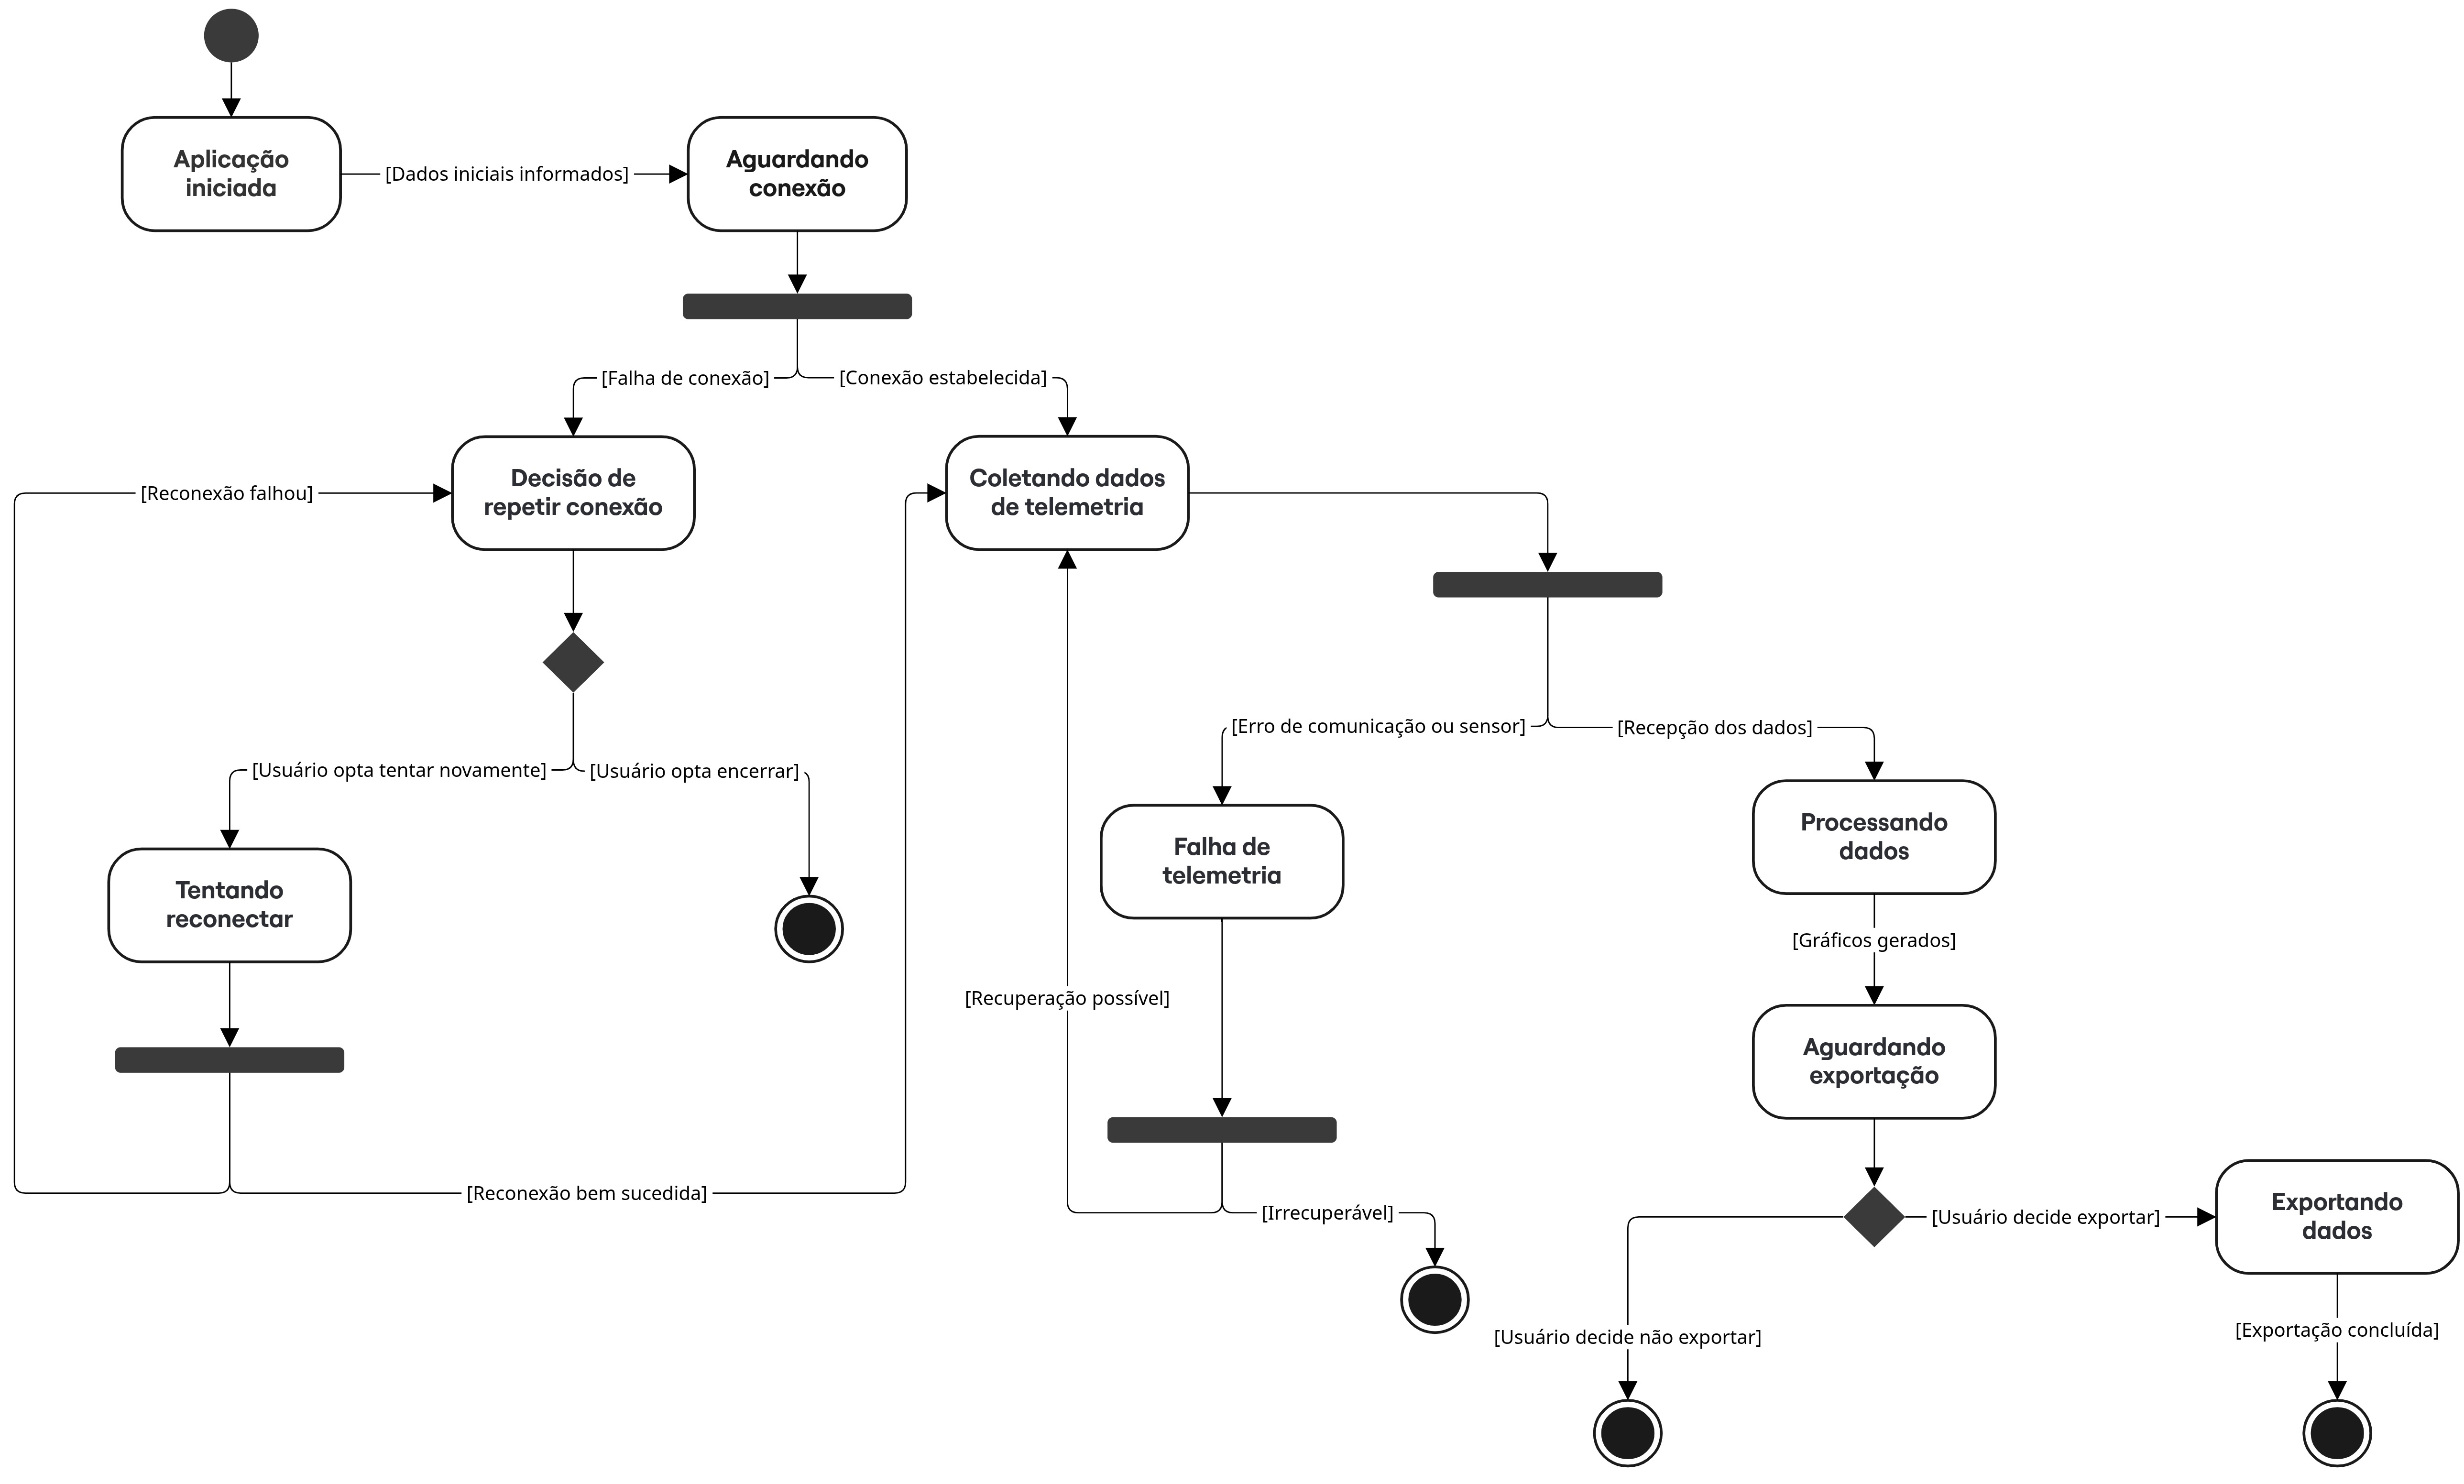 Aplicação
iniciada
[Dados iniciais informados]
Aguardando
conexão
[Falha de conexão]
[Conexão estabelecida]
[Reconexão falhou]
Decisão de
repetir conexão
Coletando dados
de telemetria
[Erro de comunicação ou sensor]
[Recepção dos dados]
[Usuário opta tentar novamente]
[Usuário opta encerrar]
Processando
dados
Falha de
telemetria
Tentando
reconectar
[Gráficos gerados]
[Recuperação possível]
Aguardando
exportação
[Reconexão bem sucedida]
[Irrecuperável]
[Usuário decide exportar]
Exportando
dados
[Usuário decide não exportar]
[Exportação concluída]